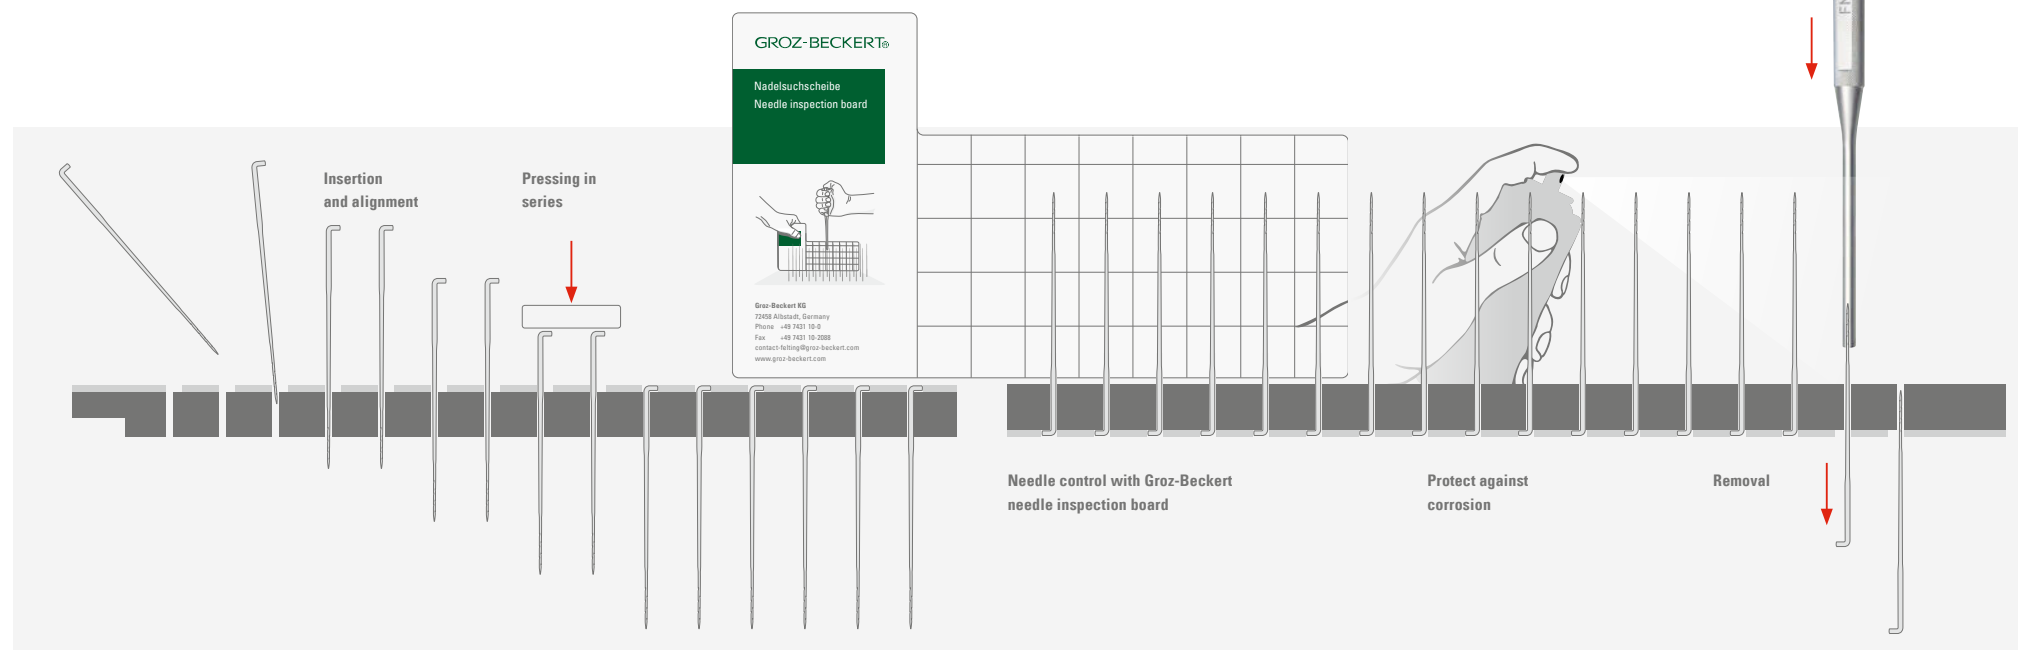 GROZ-BECKERT®
Nadelsuchscheibe
Needle inspection board
Insertion
and alignment
Pressing in
series
Groz-Beckert KG
72458 Albstadt, Germany
Phone +49 7431 10-0
Fax +49 7431 10-2088
contact-felting@groz-beckert.com
www.groz-beckert.com
FN
Needle control with Groz-Beckert
needle inspection board
Protect against
corrosion
Removal